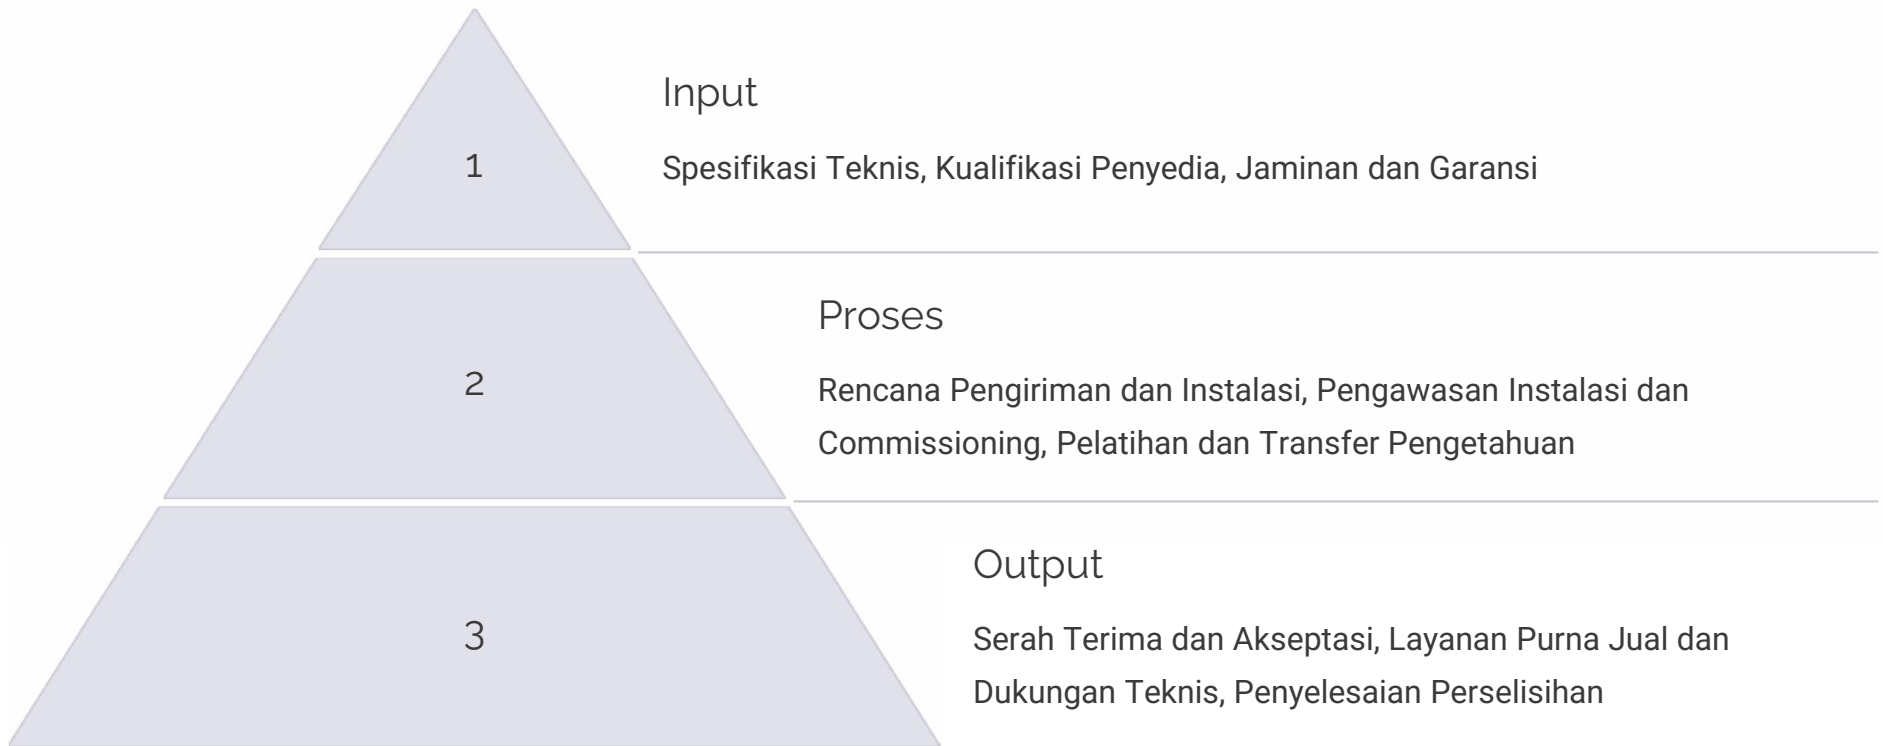 1
Input
Spesifikasi Teknis, Kualifikasi Penyedia, Jaminan dan Garansi
2
Proses
Rencana Pengiriman dan Instalasi, Pengawasan Instalasi dan
Commissioning, Pelatihan dan Transfer Pengetahuan
3
Output
Serah Terima dan Akseptasi, Layanan Purna Jual dan
Dukungan Teknis, Penyelesaian Perselisihan